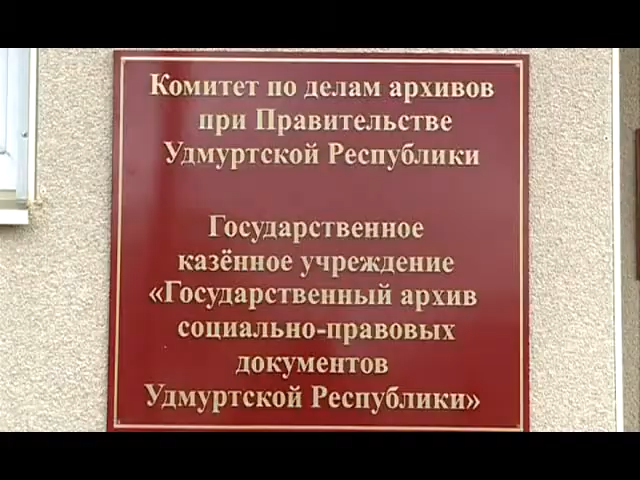 Комитет по делам архивов
при Правительстве
Удмуртской Республики
Государственное
казённое учреждение
«Государственный архив
социально-правовых
документов
Удмуртской Республики»